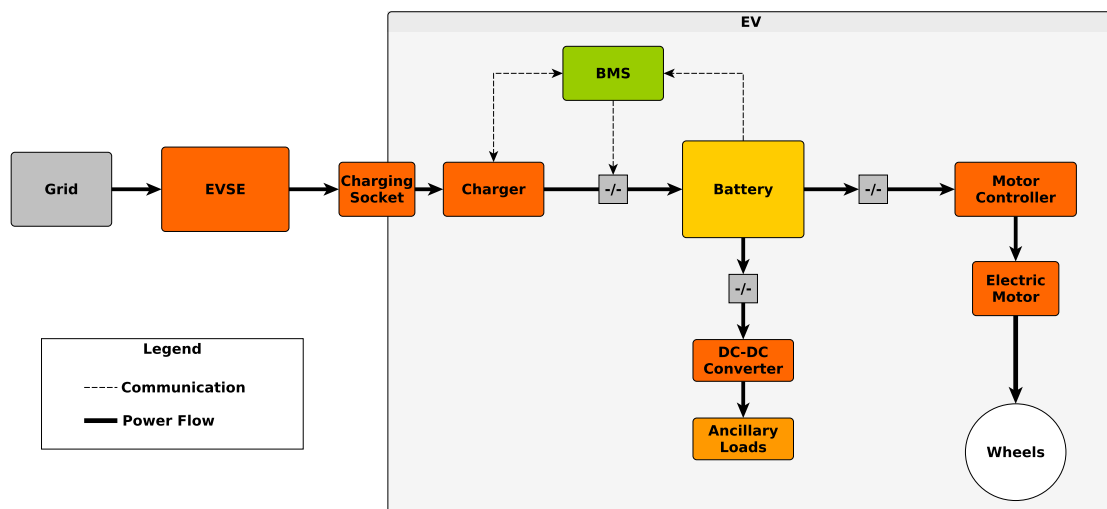 EV
BMS
Grid
EVSE
Charging
Socket
Charger
-/-
Battery
-/-
Motor
Controller
-/-
Electric
Motor
DC-DC
Converter
Ancillary
Loads
Wheels
Legend
Communication
Power Flow